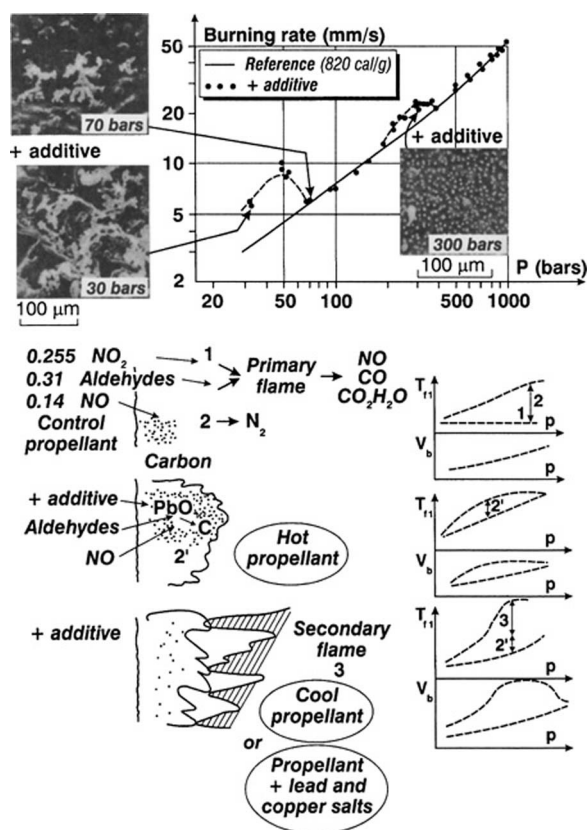 Burning rate (mm/s)
50
Reference (820 cal/g)
+ additive
20
70 bars
+ additive
+ additive
10
5
300 bars
30 bars
2
P (bars)
100 μm
100 μm
20
50
100
200
500
1000
0.255 NO2 1
0.31 Aldehydes
Primary flame
NO
CO
CO2H2O
0.14 NO
2 N2
Control propellant
Carbon
Tf1
2
1
p
Vb
p
+ additive
PbO
Aldehydes
C
NO
2'
Hot propellant
Tf1
2'
p
Vb
p
+ additive
Secondary flame
3
Cool propellant
or
Propellant + lead and copper salts
Tf1
3
2'
p
Vb
p